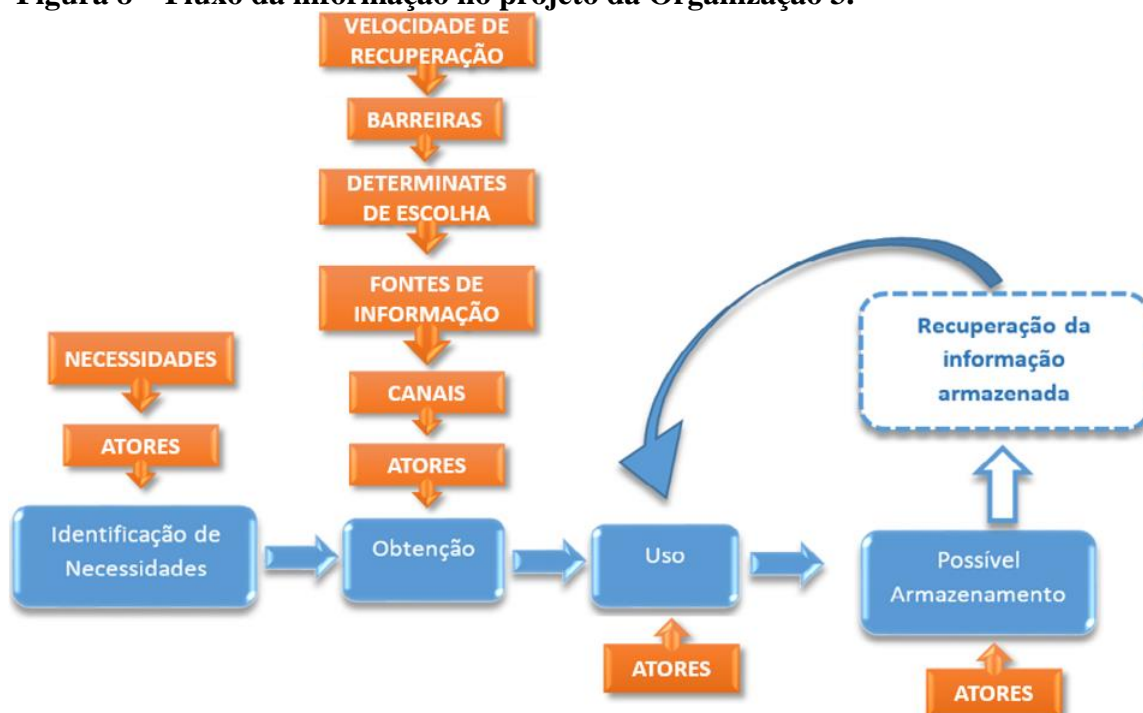 Figura 8 – Fluxo da informação no projeto da Organização 3.
VELOCIDADE DE
RECUPERAÇÃO
BARREIRAS
DETERMINATES
DE ESCOLHA
FONTES DE
INFORMAÇÃO
NECESSIDADES
CANAIS
ATORES
ATORES
Identificação de
Necessidades
Obtenção
Uso
Possível
Armazenamento
Recuperação da
informação
armazenada
ATORES
ATORES